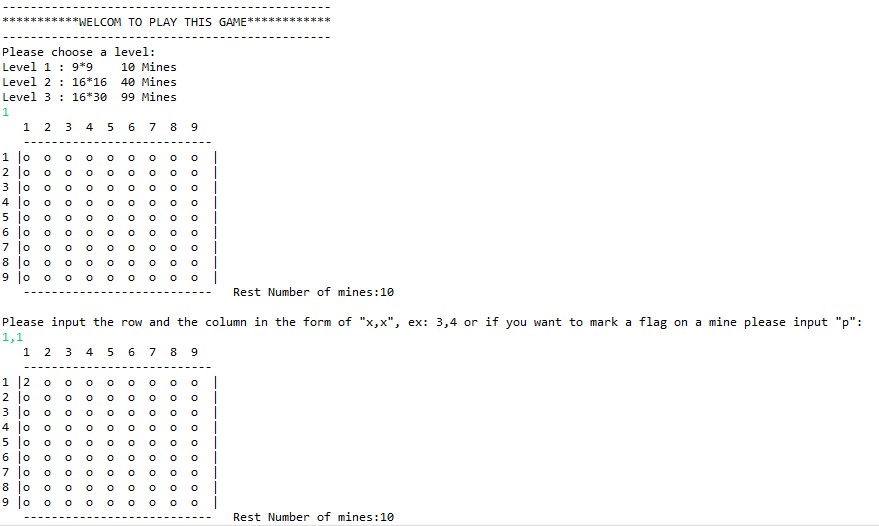 -----------------------------------------------
***********WELCOM TO PLAY THIS GAME************
-----------------------------------------------
Please choose a level:
Level 1 : 9*9    10 Mines
Level 2 : 16*16  40 Mines
Level 3 : 16*30  99 Mines
1
   1  2  3  4  5  6  7  8  9
   ---------------------------
1 |o  o  o  o  o  o  o  o  o  |
2 |o  o  o  o  o  o  o  o  o  |
3 |o  o  o  o  o  o  o  o  o  |
4 |o  o  o  o  o  o  o  o  o  |
5 |o  o  o  o  o  o  o  o  o  |
6 |o  o  o  o  o  o  o  o  o  |
7 |o  o  o  o  o  o  o  o  o  |
8 |o  o  o  o  o  o  o  o  o  |
9 |o  o  o  o  o  o  o  o  o  |
   ---------------------------   Rest Number of mines:10
Please input the row and the column in the form of "x,x", ex: 3,4 or if you want to mark a flag on a mine please input "p":
1,1
   1  2  3  4  5  6  7  8  9
   ---------------------------
1 |2  o  o  o  o  o  o  o  o  |
2 |o  o  o  o  o  o  o  o  o  |
3 |o  o  o  o  o  o  o  o  o  |
4 |o  o  o  o  o  o  o  o  o  |
5 |o  o  o  o  o  o  o  o  o  |
6 |o  o  o  o  o  o  o  o  o  |
7 |o  o  o  o  o  o  o  o  o  |
8 |o  o  o  o  o  o  o  o  o  |
9 |o  o  o  o  o  o  o  o  o  |
   ---------------------------   Rest Number of mines:10